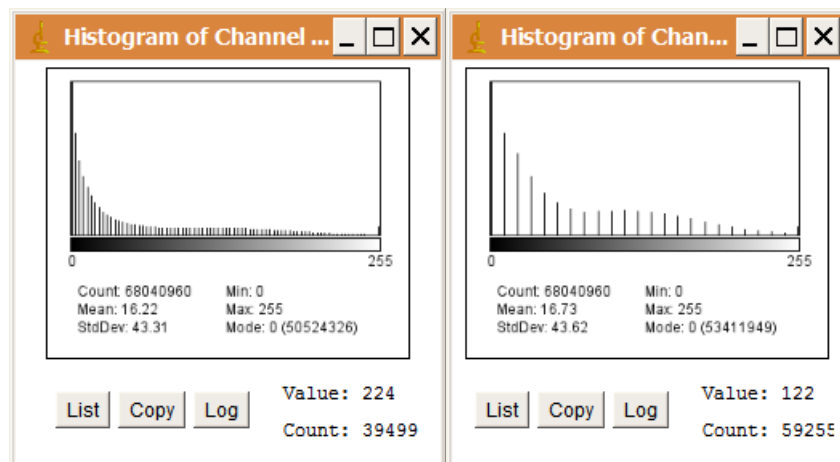 Histogram of Channel ...
0 255
Count: 68040960 Min: 0
Mean: 16.22 Max: 255
StdDev: 43.31 Mode: 0 (50524326)
List Copy Log
Value: 224
Count: 39499
Histogram of Chan...
0 255
Count: 68040960 Min: 0
Mean: 16.73 Max: 255
StdDev: 43.62 Mode: 0 (53411949)
List Copy Log
Value: 122
Count: 59255